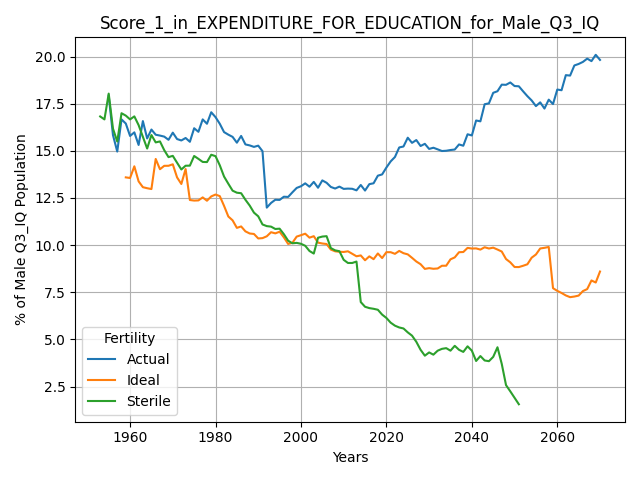 Score_1_in_EXPENDITURE_FOR_EDUCATION_for_Male_Q3_IQ
% of Male Q3_IQ Population
20.0
17.5
15.0
12.5
10.0
7.5
5.0
2.5
Fertility
Actual
Ideal
Sterile
1960 1980 2000 2020 2040 2060
Years